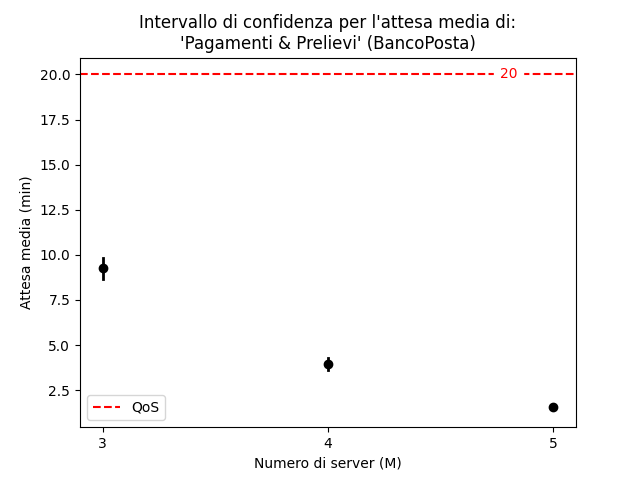 Intervallo di confidenza per l'attesa media di:
'Pagamenti & Prelievi' (BancoPosta)
20.0
20
17.5
15.0
12.5
10.0
7.5
5.0
2.5
Attesa media (min)
QoS
3
4
5
Numero di server (M)